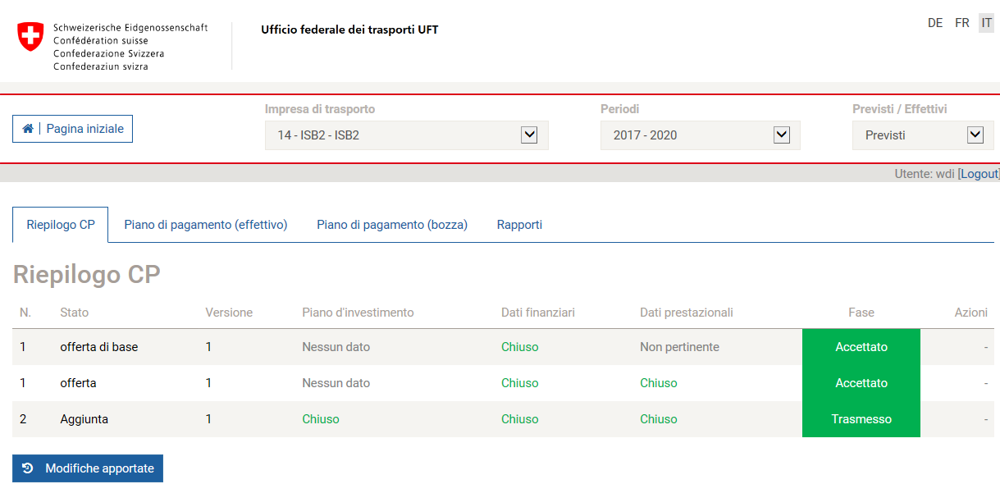 Schweizerische Eidgenossenschaft
Confédération suisse
Confederazione Svizzera
Confederaziun svizra
Ufficio federale dei trasporti UFT
DE FR IT
Pagina iniziale
Impresa di trasporto
14 - ISB2 - ISB2
Periodi
2017 - 2020
Previsti / Effettivi
Previsti
Utente: wdi [Logout]
Riepilogo CP Piano di pagamento (effettivo) Piano di pagamento (bozza) Rapporti
Riepilogo CP
N. Stato Versione Piano d'investimento Dati finanziari Dati prestazionali Fase Azioni
1 offerta di base 1 Nessun dato Chiuso Non pertinente Accettato -
1 offerta 1 Nessun dato Chiuso Chiuso Accettato -
2 Aggiunta 1 Chiuso Chiuso Chiuso Trasmesso -
Modifiche apportate